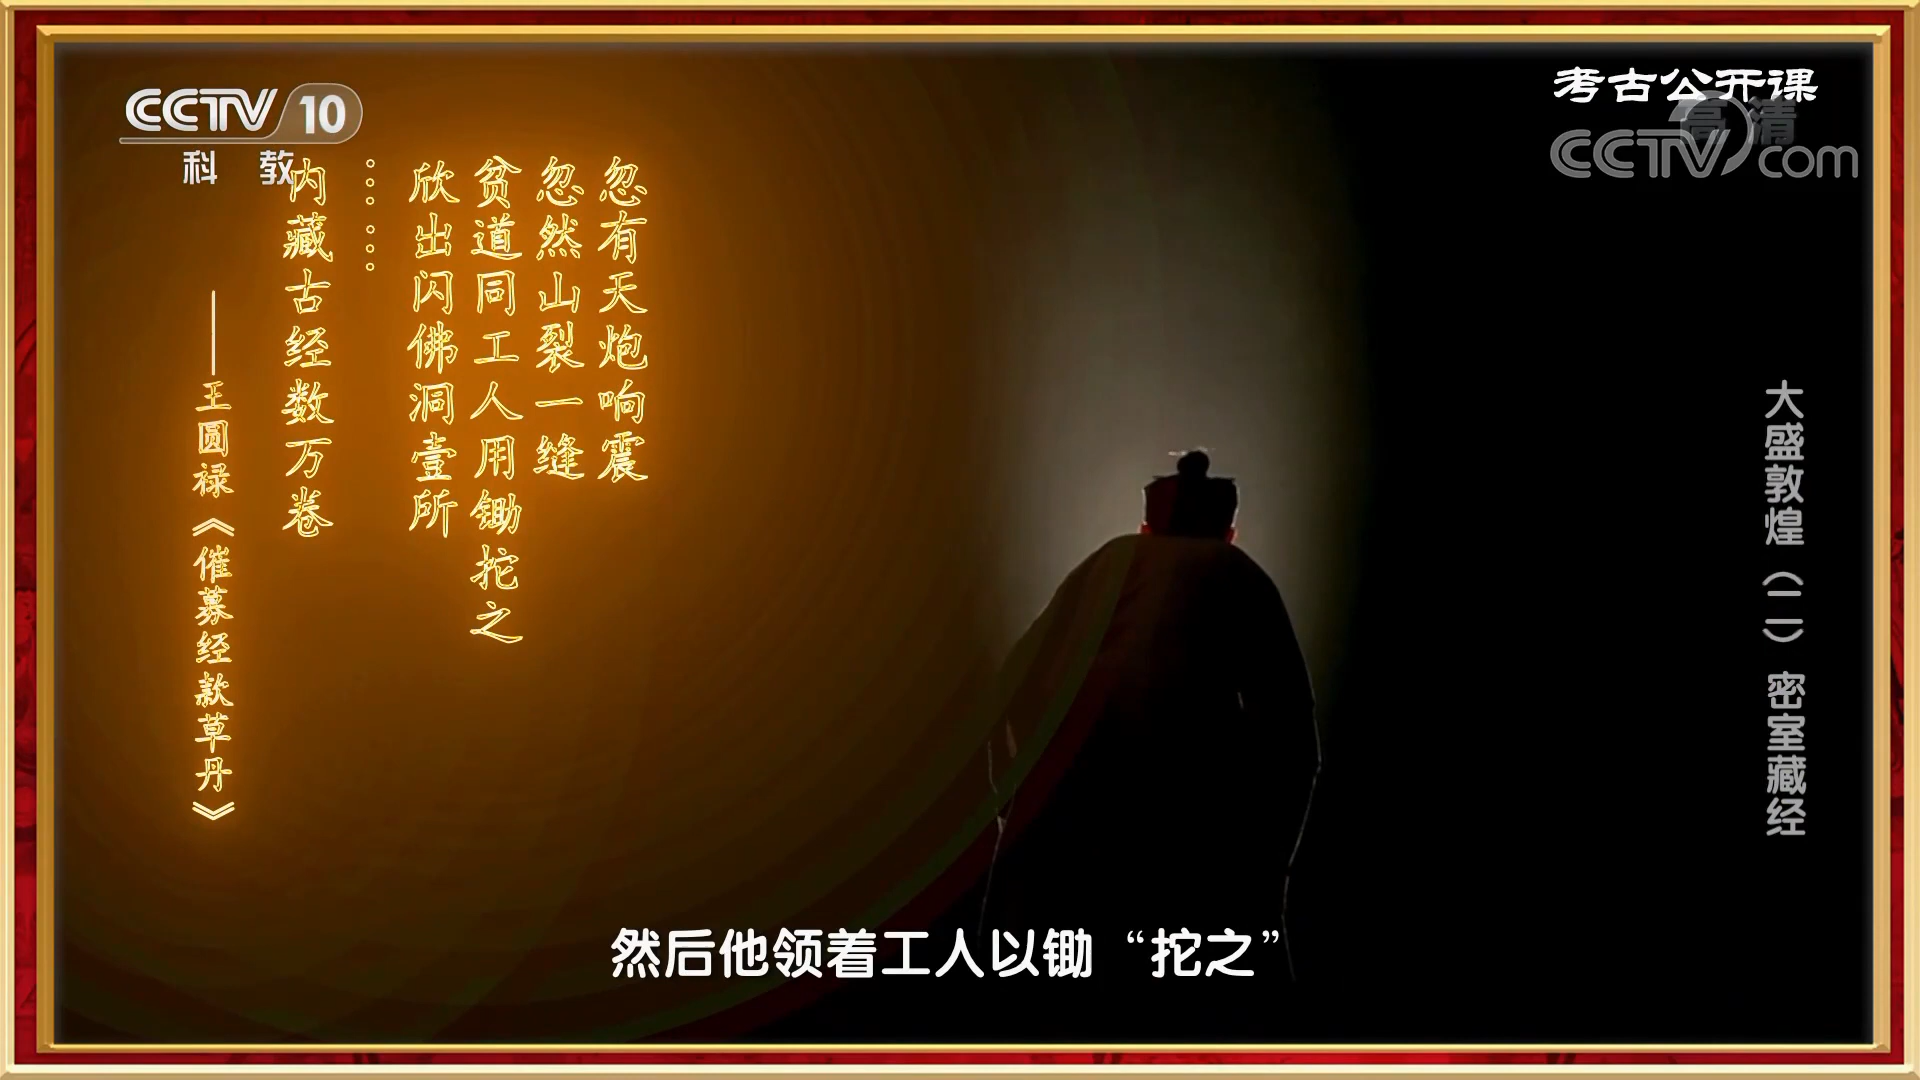 CCTV 10
科 教
考古公开课
高清
CCTV.com
忽有天炮响震
忽然山裂一缝
贫道同工人用锄挖之
欣出闪佛洞壹所
……
内藏古经数万卷
——王圆禄《催募经款草丹》
大盛敦煌（二） 密室藏经
然后他领着工人以锄“挖之”